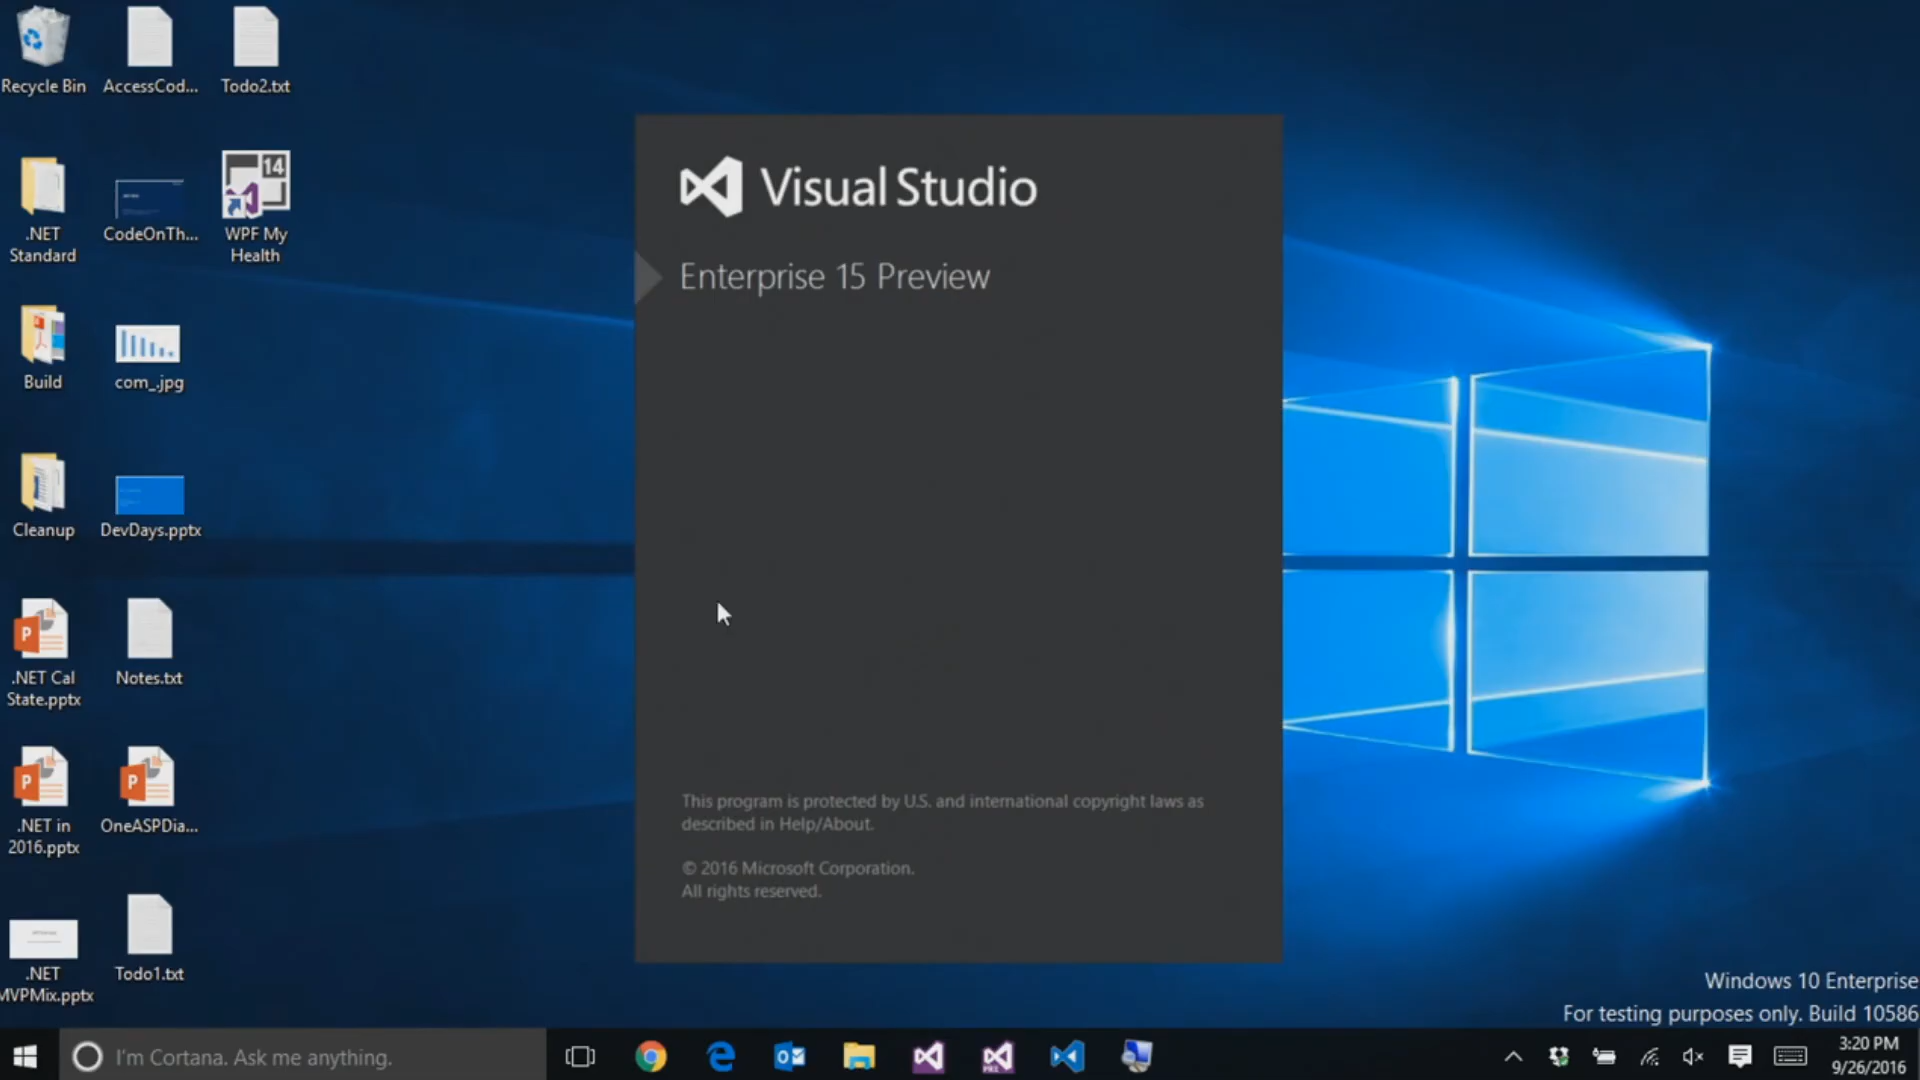 Recycle Bin
AccessCod...
Todo2.txt
.NET
Standard
CodeOnTh...
14
WPF My
Health
Build
com_.jpg
Cleanup
DevDays.pptx
.NET Cal
State.pptx
Notes.txt
.NET in
2016.pptx
OneASPDia...
.NET
MVPMix.pptx
Todo1.txt
Visual Studio
Enterprise 15 Preview
This program is protected by U.S. and international copyright laws as
described in Help/About.
© 2016 Microsoft Corporation.
All rights reserved.
Windows 10 Enterprise
For testing purposes only. Build 10586
I'm Cortana. Ask me anything.
3:20 PM
9/26/2016